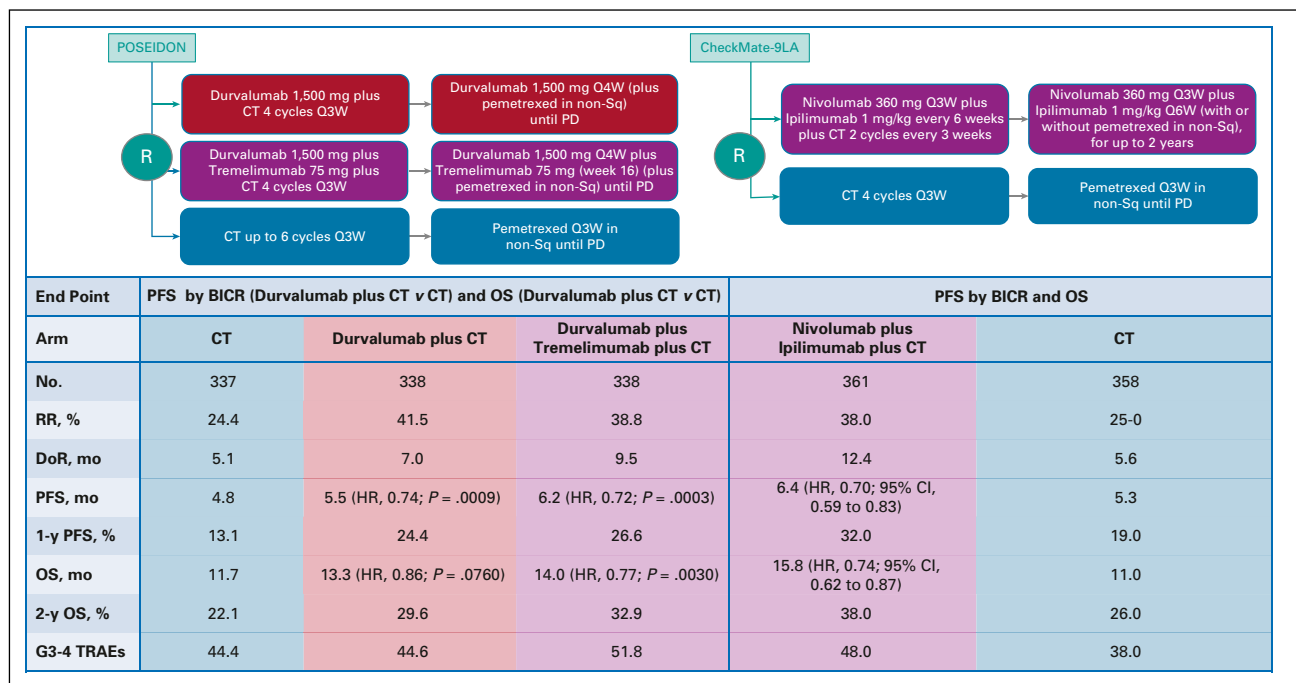 POSEIDON
CheckMate-9LA
Durvalumab 1,500 mg plus
CT 4 cycles Q3W
Durvalumab 1,500 mg Q4W (plus
pemetrexed in non-Sq)
until PD
Nivolumab 360 mg Q3W plus
Ipilimumab 1 mg/kg every 6 weeks
plus CT 2 cycles every 3 weeks
Nivolumab 360 mg Q3W plus
Ipilimumab 1 mg/kg Q6W (with or
without pemetrexed in non-Sq),
for up to 2 years
R
R
Durvalumab 1,500 mg plus
Tremelimumab 75 mg plus
CT 4 cycles Q3W
Durvalumab 1,500 mg Q4W plus
Tremelimumab 75 mg (week 16) (plus
pemetrexed in non-Sq) until PD
CT 4 cycles Q3W
Pemetrexed Q3W in
non-Sq until PD
CT up to 6 cycles Q3W
Pemetrexed Q3W in
non-Sq until PD
End Point PFS by BICR (Durvalumab plus CT v CT) and OS (Durvalumab plus CT v CT) PFS by BICR and OS
Arm CT Durvalumab plus CT Durvalumab plus
Tremelimumab plus CT Nivolumab plus
Ipilimumab plus CT CT
No. 337 338 338 361 358
RR, % 24.4 41.5 38.8 38.0 25-0
DoR, mo 5.1 7.0 9.5 12.4 5.6
PFS, mo 4.8 5.5 (HR, 0.74; P = .0009) 6.2 (HR, 0.72; P = .0003) 6.4 (HR, 0.70; 95% CI,
0.59 to 0.83) 5.3
1-y PFS, % 13.1 24.4 26.6 32.0 19.0
OS, mo 11.7 13.3 (HR, 0.86; P = .0760) 14.0 (HR, 0.77; P = .0030) 15.8 (HR, 0.74; 95% CI,
0.62 to 0.87) 11.0
2-y OS, % 22.1 29.6 32.9 38.0 26.0
G3-4 TRAEs 44.4 44.6 51.8 48.0 38.0